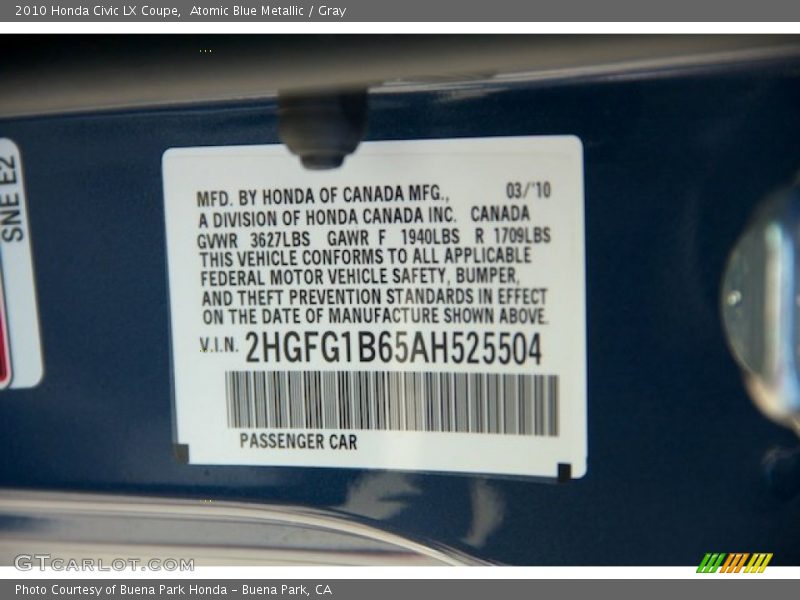 2010 Honda Civic LX Coupe, Atomic Blue Metallic / Gray
SNE E2
MFD. BY HONDA OF CANADA MFG., 03/'10
A DIVISION OF HONDA CANADA INC. CANADA
GVWR 3627LBS GAWR F 1940LBS R 1709LBS
THIS VEHICLE CONFORMS TO ALL APPLICABLE
FEDERAL MOTOR VEHICLE SAFETY, BUMPER,
AND THEFT PREVENTION STANDARDS IN EFFECT
ON THE DATE OF MANUFACTURE SHOWN ABOVE.
V.I.N. 2HGFG1B65AH525504
PASSENGER CAR
GTCARLOT.COM
Photo Courtesy of Buena Park Honda - Buena Park, CA